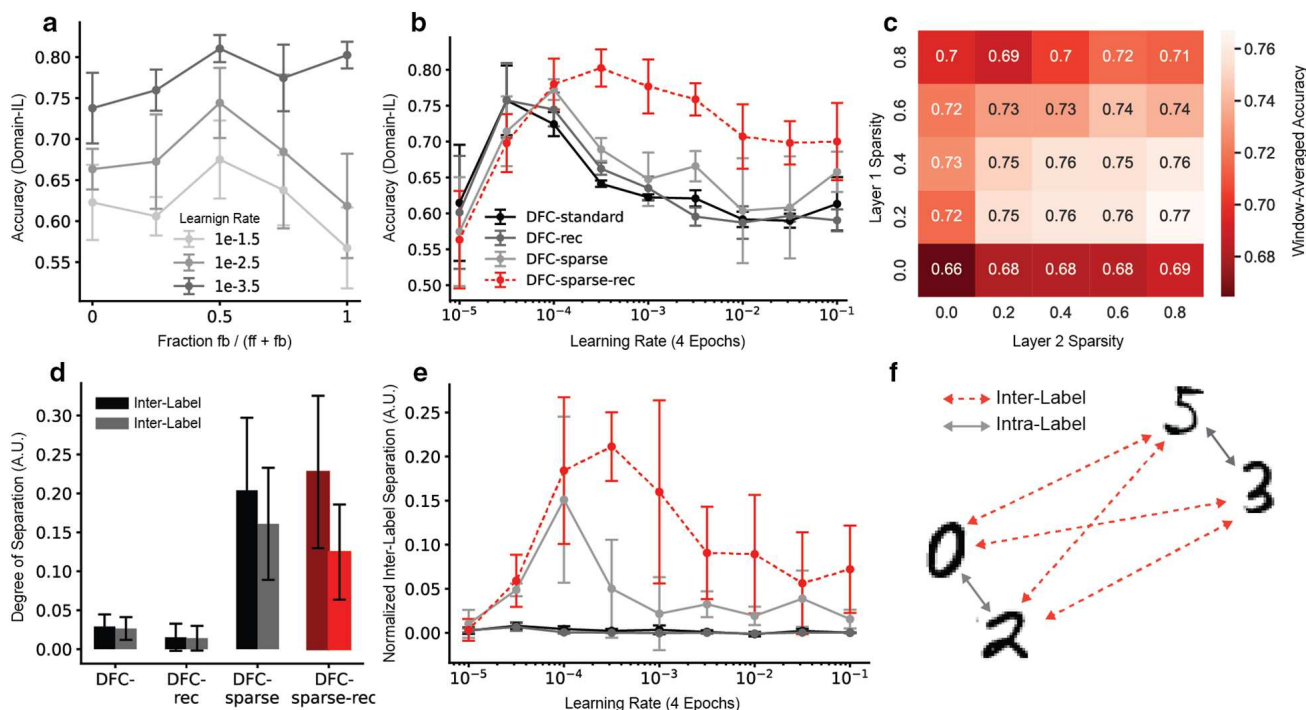 a
0.80
0.75
0.70
0.65
0.60
0.55
Accuracy (Domain-IL)
Learnign Rate
1e-1.5
1e-2.5
1e-3.5
0
0.5
1
Fraction fb / (ff + fb)
b
0.80
0.75
0.70
0.65
0.60
0.55
0.50
Accuracy (Domain-IL)
DFC-standard
DFC-rec
DFC-sparse
DFC-sparse-rec
10⁻⁵ 10⁻⁴ 10⁻³ 10⁻² 10⁻¹
Learning Rate (4 Epochs)
c
Layer 1 Sparsity
0.8 0.7 0.69 0.7 0.72 0.71
0.6 0.72 0.73 0.73 0.74 0.74
0.4 0.73 0.75 0.76 0.75 0.76
0.2 0.72 0.75 0.76 0.76 0.77
0.0 0.66 0.68 0.68 0.68 0.69
0.0 0.2 0.4 0.6 0.8
Layer 2 Sparsity
0.76
0.74
0.72
0.70
0.68
Window-Averaged Accuracy
d
Inter-Label
Inter-Label
0.30
0.25
0.20
0.15
0.10
0.05
0.00
Degree of Separation (A.U.)
DFC-
DFC-rec
DFC-sparse
DFC-sparse-rec
e
0.25
0.20
0.15
0.10
0.05
0.00
Normalized Inter-Label Separation (A.U.)
10⁻⁵ 10⁻⁴ 10⁻³ 10⁻² 10⁻¹
Learning Rate (4 Epochs)
f
Inter-Label
Intra-Label
5
3
0
2